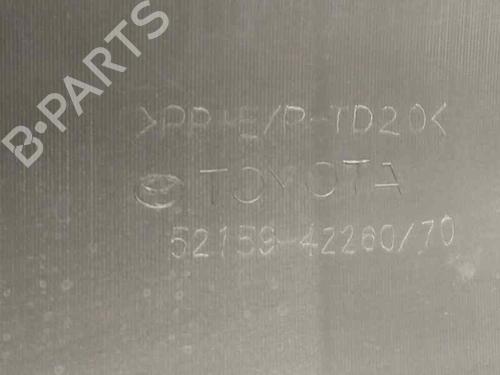 B-PARTS
>PP+E/P-TD20<
TOYOTA
52159-42260/70